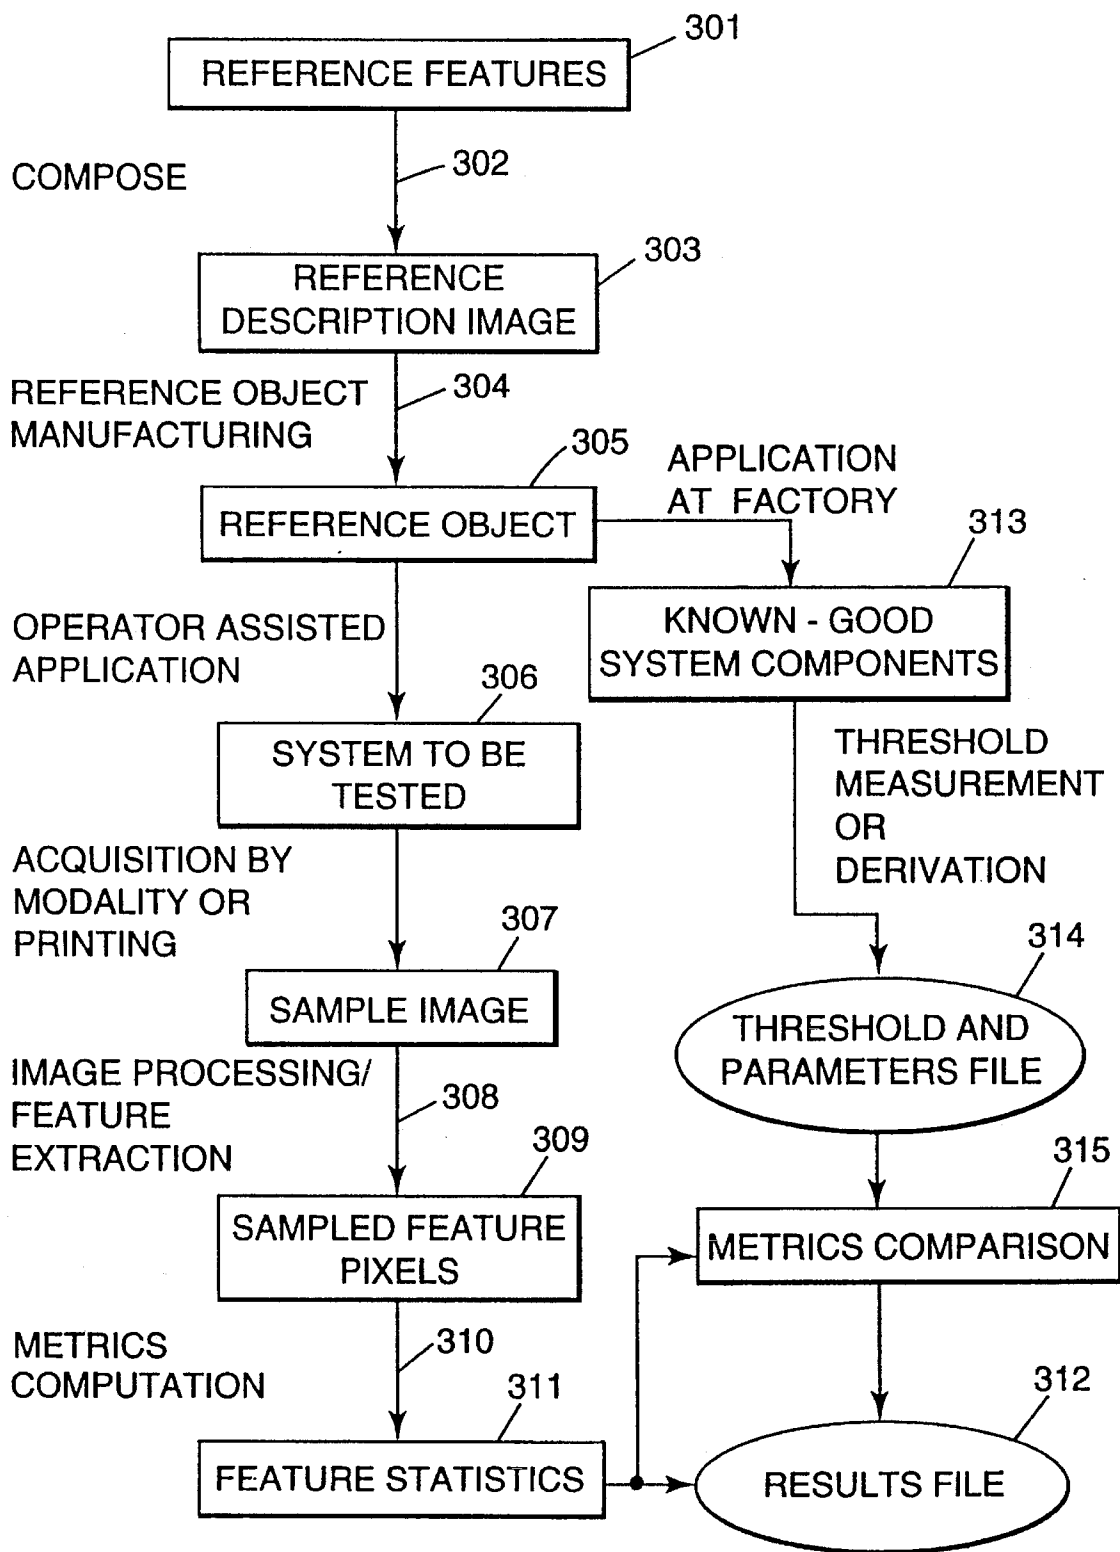 301
REFERENCE FEATURES
COMPOSE
302
303
REFERENCE
DESCRIPTION IMAGE
REFERENCE OBJECT
MANUFACTURING
304
305
REFERENCE OBJECT
APPLICATION
AT FACTORY
313
KNOWN - GOOD
SYSTEM COMPONENTS
OPERATOR ASSISTED
APPLICATION
306
SYSTEM TO BE
TESTED
THRESHOLD
MEASUREMENT
OR
DERIVATION
ACQUISITION BY
MODALITY OR
PRINTING
307
SAMPLE IMAGE
314
THRESHOLD AND
PARAMETERS FILE
IMAGE PROCESSING/
FEATURE
EXTRACTION
308
309
SAMPLED FEATURE
PIXELS
315
METRICS COMPARISON
METRICS
COMPUTATION
310
311
FEATURE STATISTICS
312
RESULTS FILE